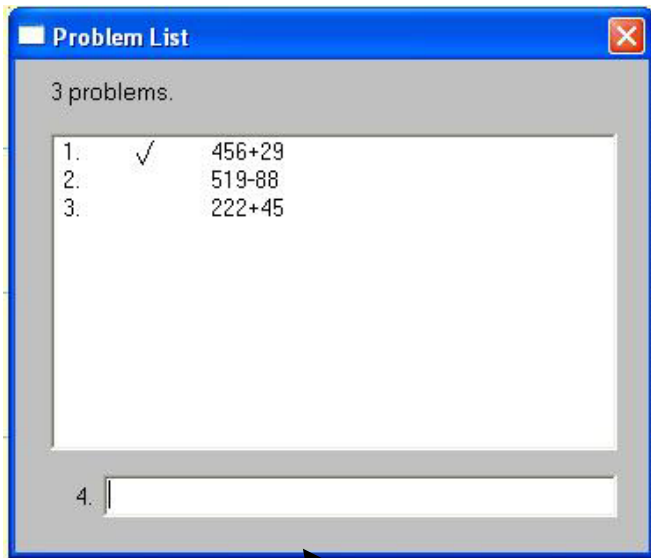 Problem List
3 problems.
1. √ 456+29
2. 519-88
3. 222+45
4.